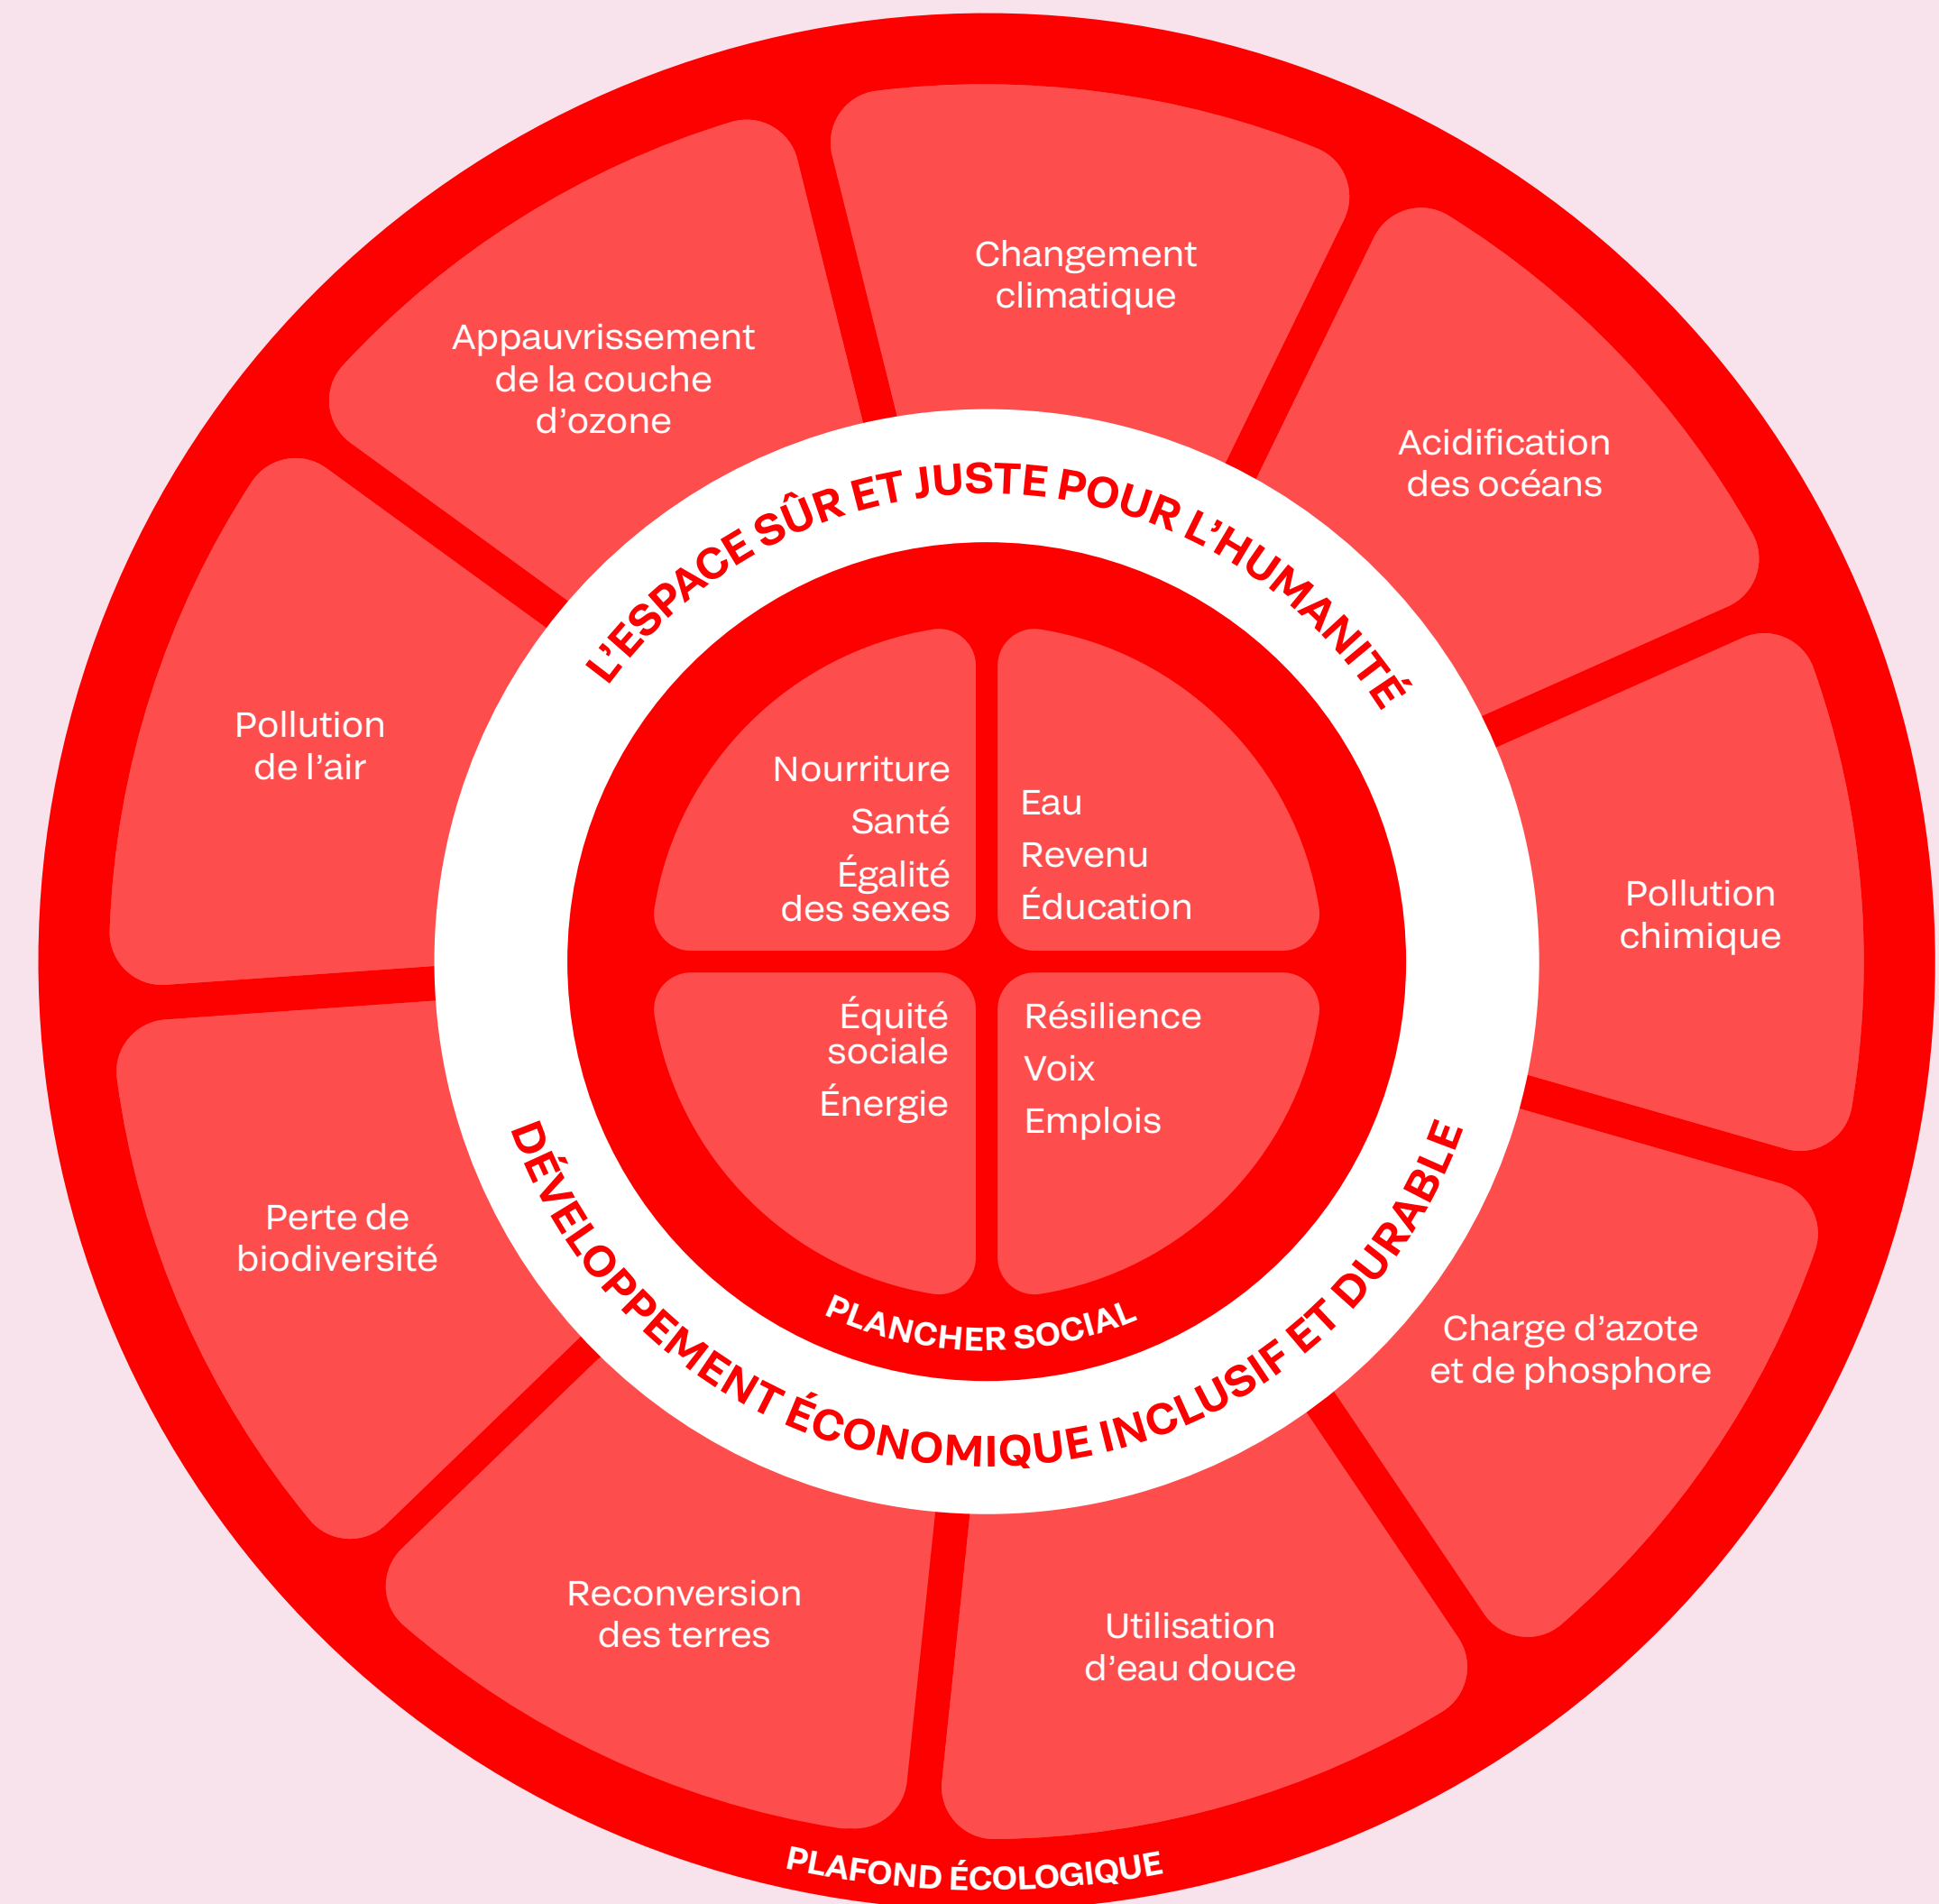 Changement
climatique
Appauvrissement
de la couche
d’ozone
Acidification
des océans
L’ESPACE SÛR ET JUSTE POUR L’HUMANITÉ
Pollution
de l’air
Nourriture
Santé
Égalité
des sexes
Eau
Revenu
Éducation
Pollution
chimique
Équité
sociale
Énergie
Résilience
Voix
Emplois
Perte de
biodiversité
PLANCHER SOCIAL
DÉVELOPPEMENT ÉCONOMIQUE INCLUSIF ET DURABLE
Charge d’azote
et de phosphore
Reconversion
des terres
Utilisation
d’eau douce
PLAFOND ÉCOLOGIQUE